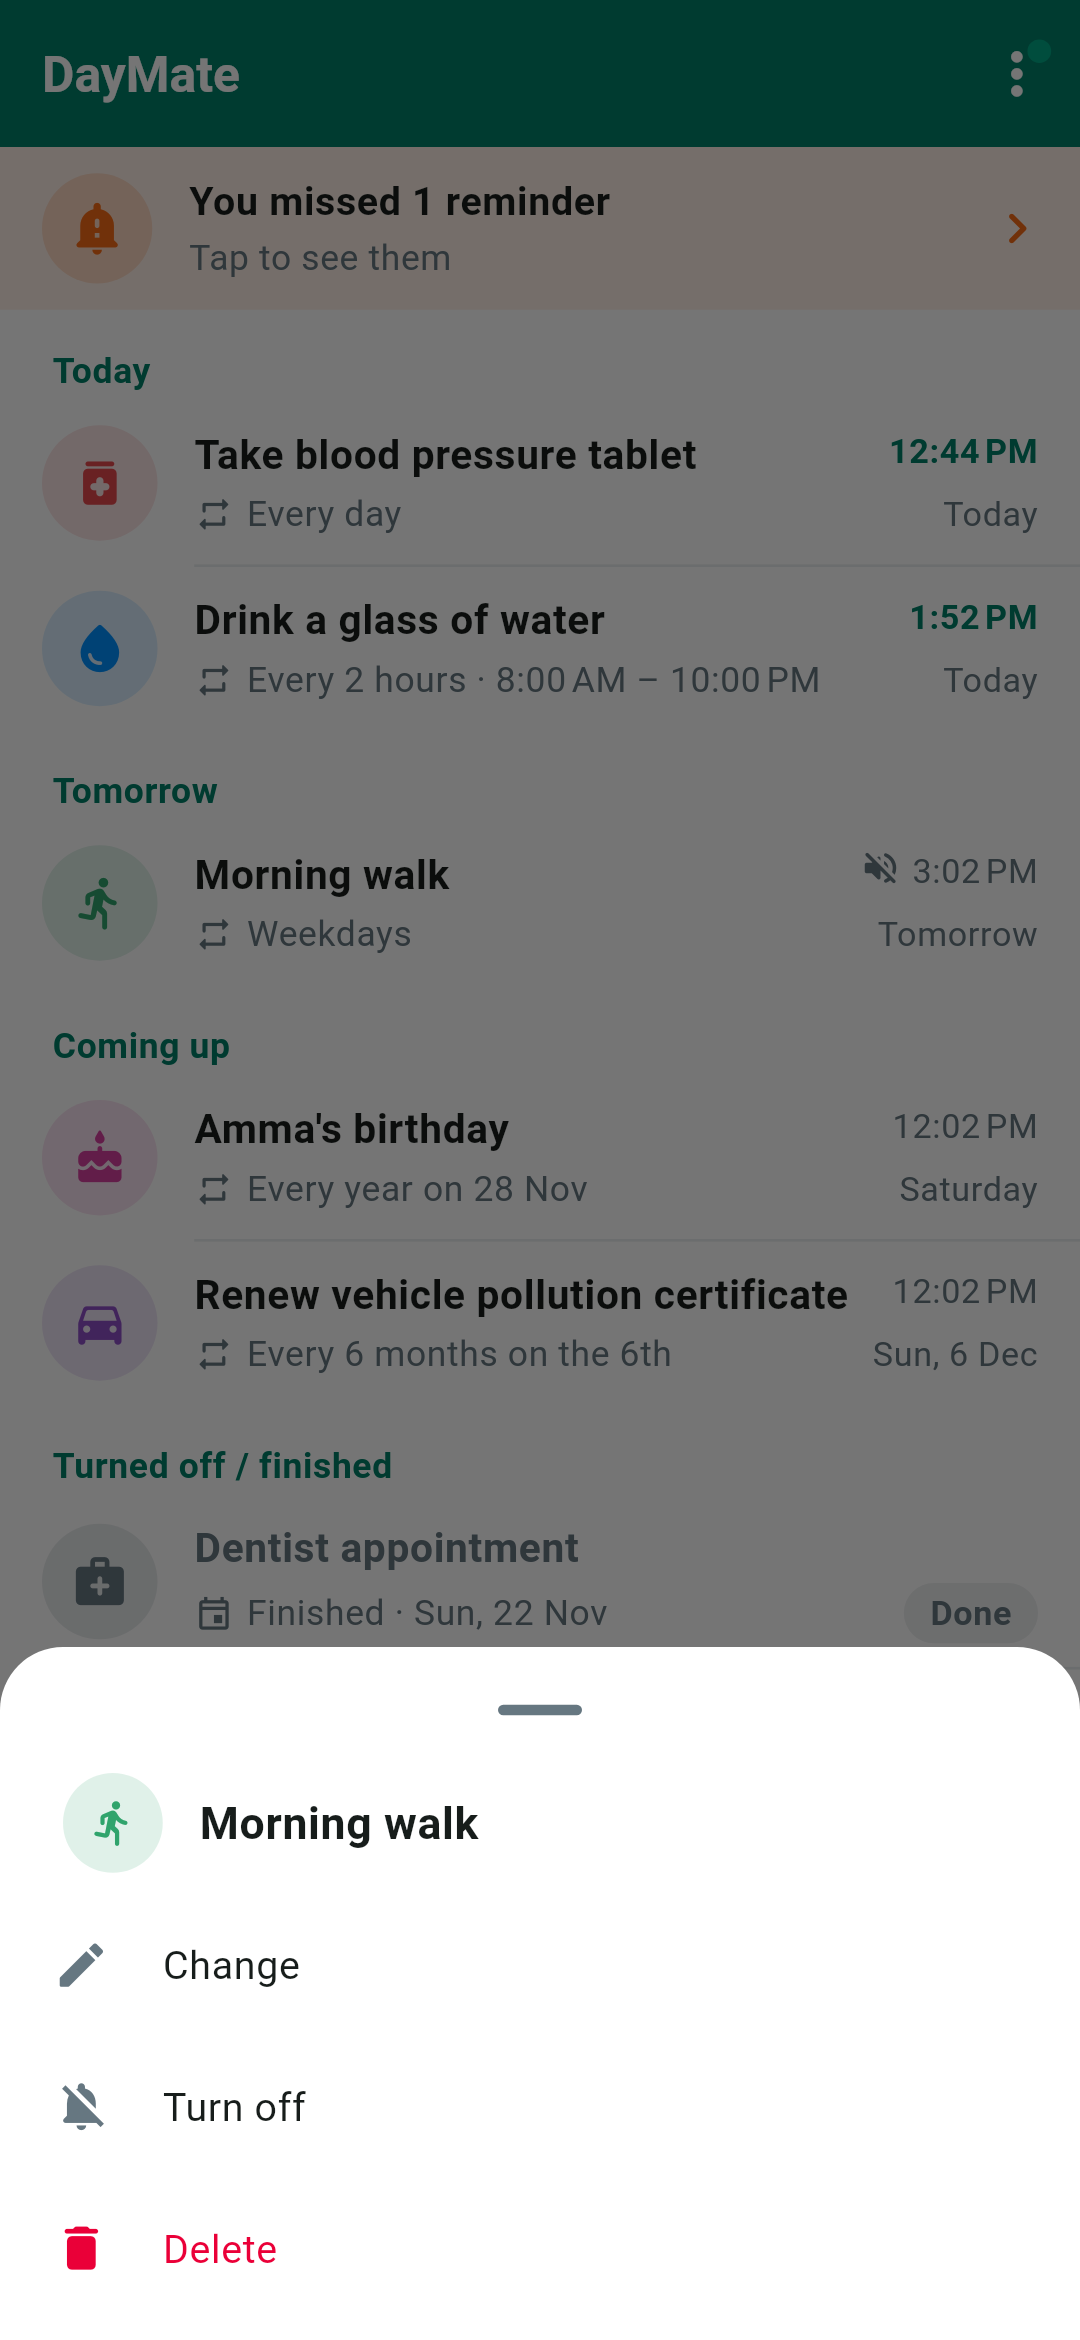 DayMate
You missed 1 reminder
Tap to see them
Today
Take blood pressure tablet
12:44 PM
Every day
Today
Drink a glass of water
1:52 PM
Every 2 hours · 8:00 AM – 10:00 PM
Today
Tomorrow
Morning walk
3:02 PM
Weekdays
Tomorrow
Coming up
Amma's birthday
12:02 PM
Every year on 28 Nov
Saturday
Renew vehicle pollution certificate
12:02 PM
Every 6 months on the 6th
Sun, 6 Dec
Turned off / finished
Dentist appointment
Finished · Sun, 22 Nov
Done
Morning walk
Change
Turn off
Delete